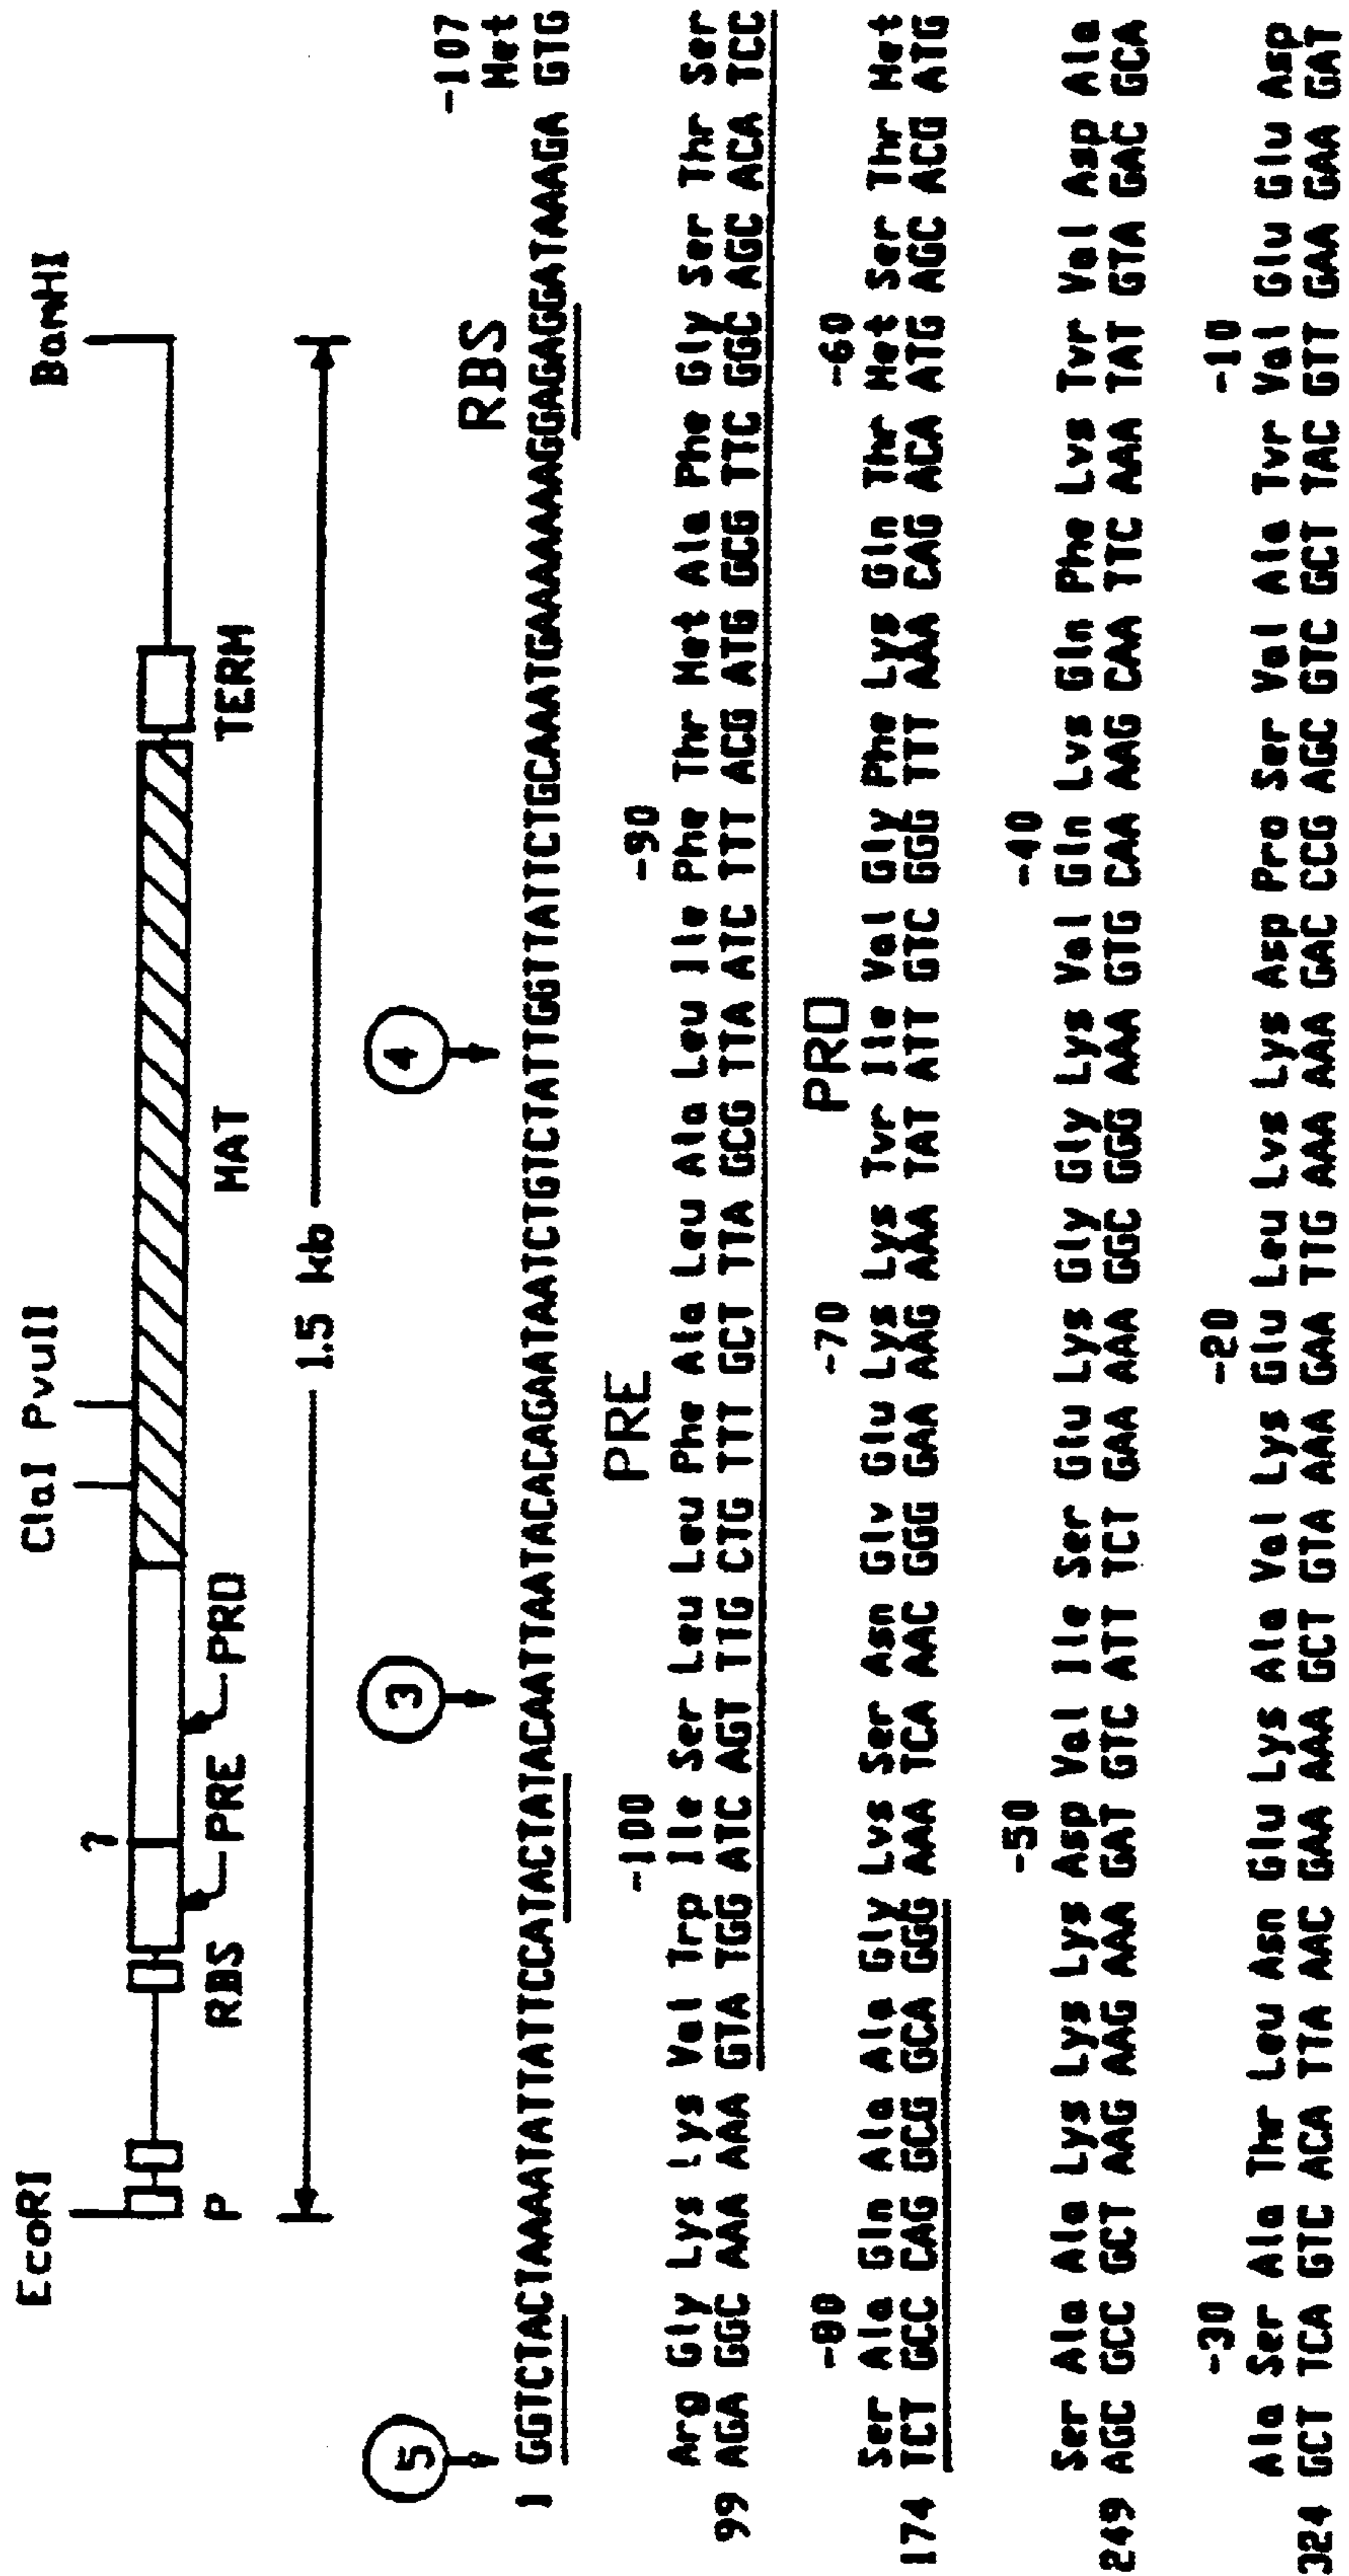 EcoRI ClaI PvuII BamHI
?
P RBS PRE PRO MAT TERM
1.5 kb
5 3 4 RBS -107
Met
1 GGTCTACTAAAATATTATTCCATACTATACAATTAATACACAGAATAATCTGTCTATTGGTTATTCTGCAAATGAAAAAAAGGAGAGGATAAAGA GTG
-100 PRE -90
Arg Gly Lys Lys Val Trp Ile Ser Leu Leu Phe Ala Leu Ala Leu Ile Phe Thr Met Ala Phe Gly Ser Thr Ser
99 AGA GGC AAA AAA GTA TGG ATC AGT TTG CTG TTT GCT TTA GCG TTA ATC TTT ACG ATG GCG TTC GGC AGC ACA TCC
-80 -70 PRO -60
Ser Ala Gln Ala Ala Gly Lys Ser Asn Gly Glu Lys Lys Tyr Ile Val Gly Phe Lys Gln Thr Met Ser Thr Met
174 TCT GCC CAG GCG GCA GGG AAA TCA AAC GGG GAA AAG AAA TAT ATT GTC GGG TTT AAA CAG ACA ATG AGC ACG ATG
-50 -40
Ser Ala Ala Lys Lys Lys Asp Val Ile Ser Glu Lys Gly Gly Lys Val Gln Lys Gln Phe Lys Tyr Val Asp Ala
249 AGC GCC GCT AAG AAG AAA GAT GTC ATT TCT GAA AAA GGC GGG AAA GTG CAA AAG CAA TTC AAA TAT GTA GAC GCA
-30 -20 -10
Ala Ser Ala Thr Leu Asn Glu Lys Ala Val Lys Glu Leu Lys Lys Asp Pro Ser Val Ala Tyr Val Glu Glu Asp
324 GCT TCA GTC ACA TTA AAC GAA AAA GCT GTA AAA GAA TTG AAA AAA GAC CCG AGC GTC GCT TAC GTT GAA GAA GAT